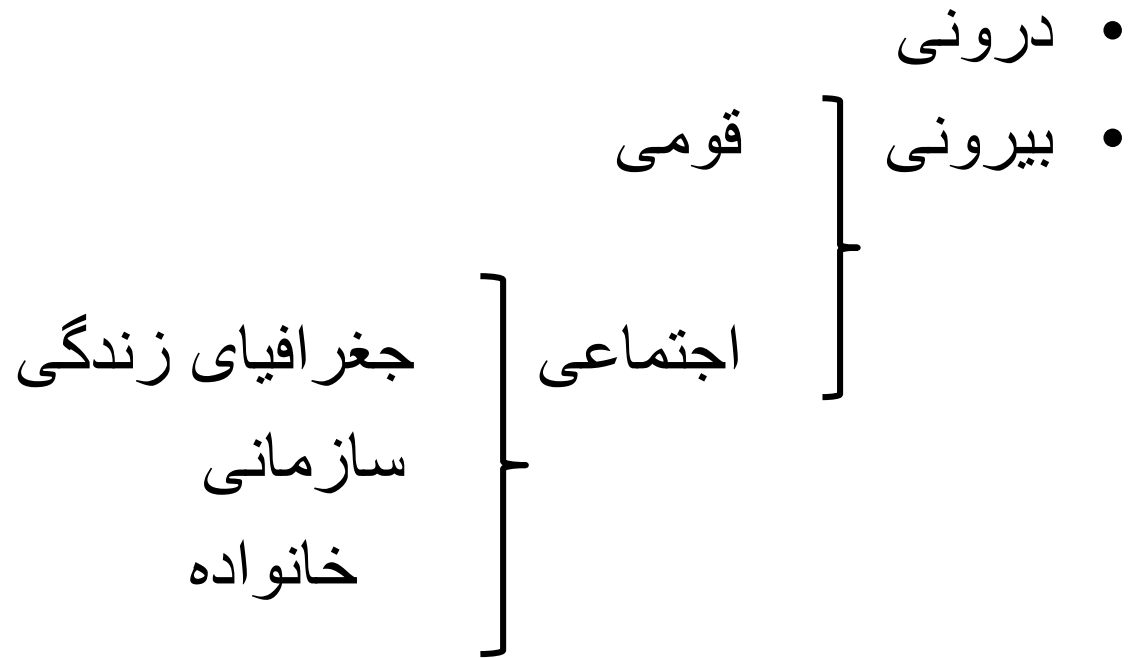 • درونی
• بیرونی قومی
اجتماعی جغرافیای زندگی
سازمانی
خانواده